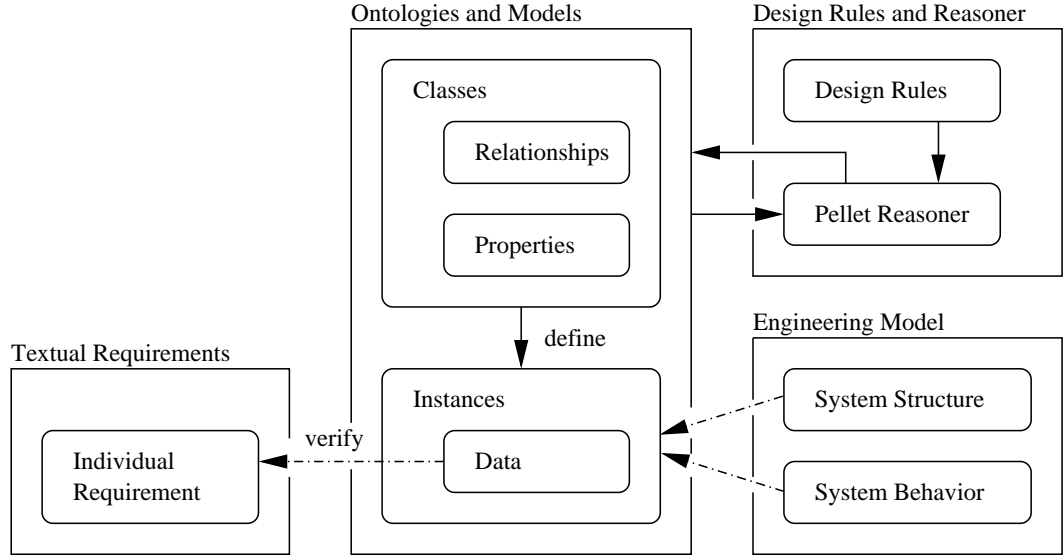 Ontologies and Models
Design Rules and Reasoner
Classes
Relationships
Properties
Design Rules
Pellet Reasoner
define
Engineering Model
Textual Requirements
Instances
Data
System Structure
System Behavior
verify
Individual
Requirement